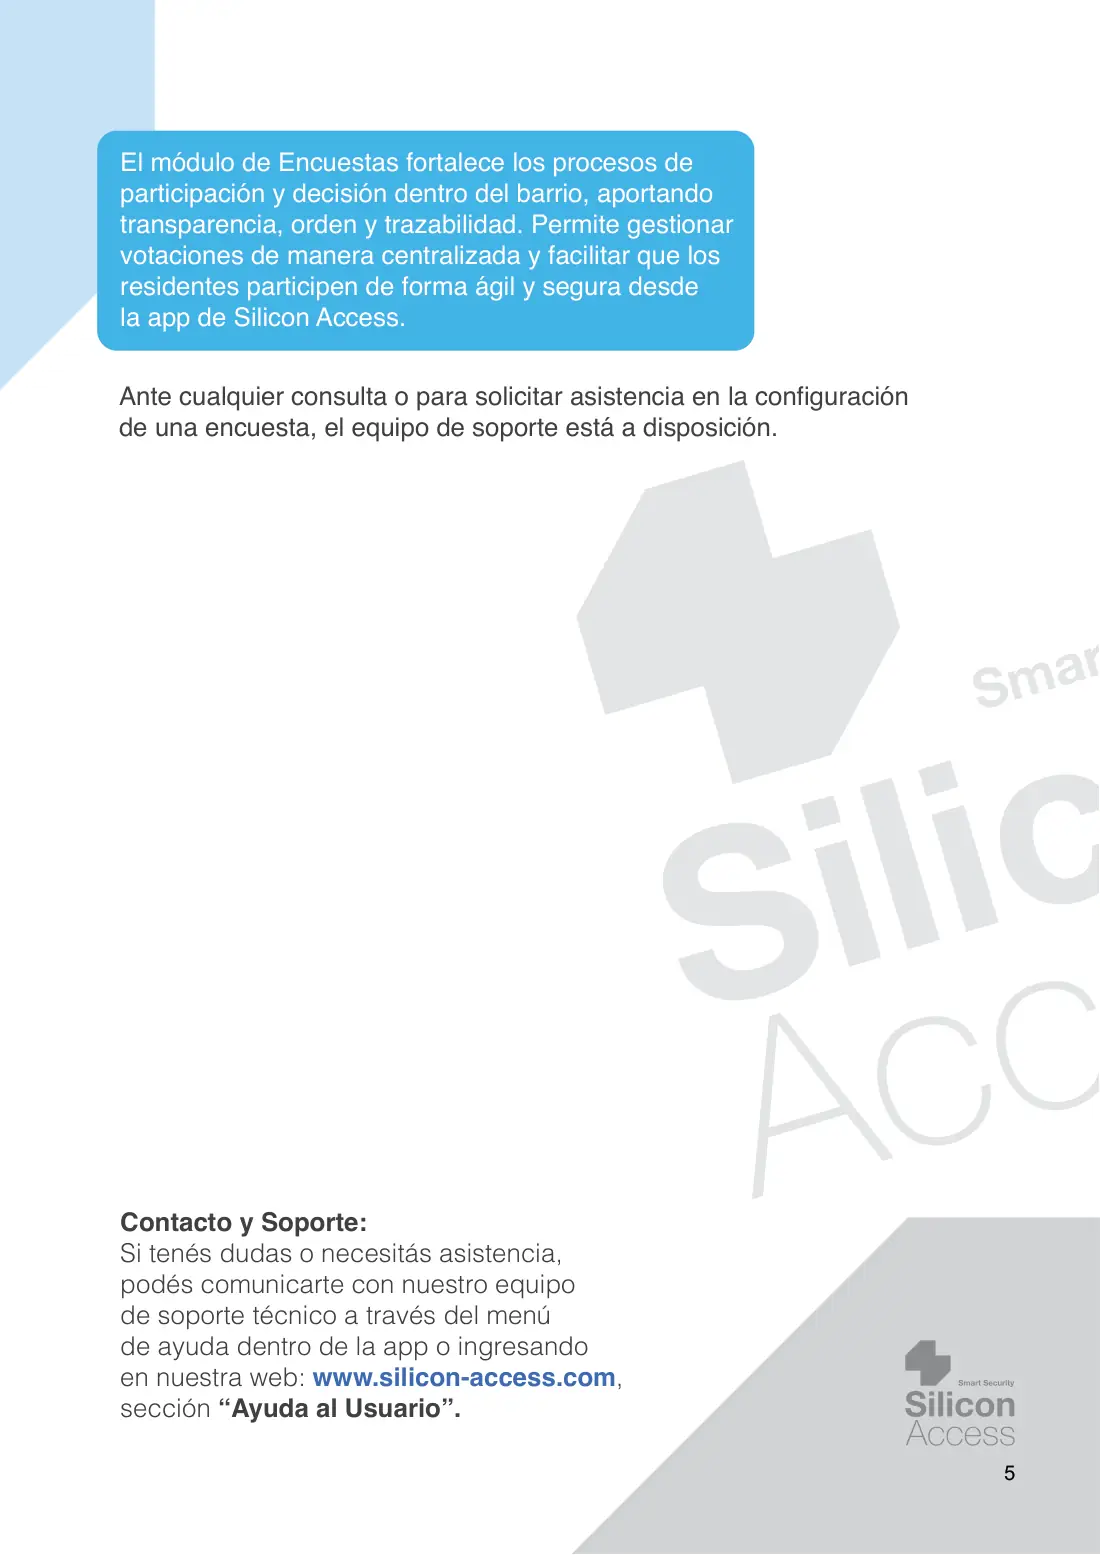 El módulo de Encuestas fortalece los procesos de
participación y decisión dentro del barrio, aportando
transparencia, orden y trazabilidad. Permite gestionar
votaciones de manera centralizada y facilitar que los
residentes participen de forma ágil y segura desde
la app de Silicon Access.
Ante cualquier consulta o para solicitar asistencia en la configuración
de una encuesta, el equipo de soporte está a disposición.
Smar
Silic
Acc
Contacto y Soporte:
Si tenés dudas o necesitás asistencia,
podés comunicarte con nuestro equipo
de soporte técnico a través del menú
de ayuda dentro de la app o ingresando
en nuestra web: www.silicon-access.com,
sección “Ayuda al Usuario”.
Smart Security
Silicon
Access
5